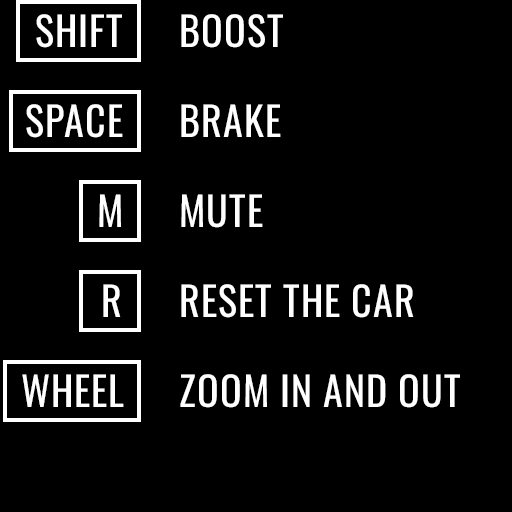 SHIFT BOOST
SPACE BRAKE
M MUTE
R RESET THE CAR
WHEEL ZOOM IN AND OUT